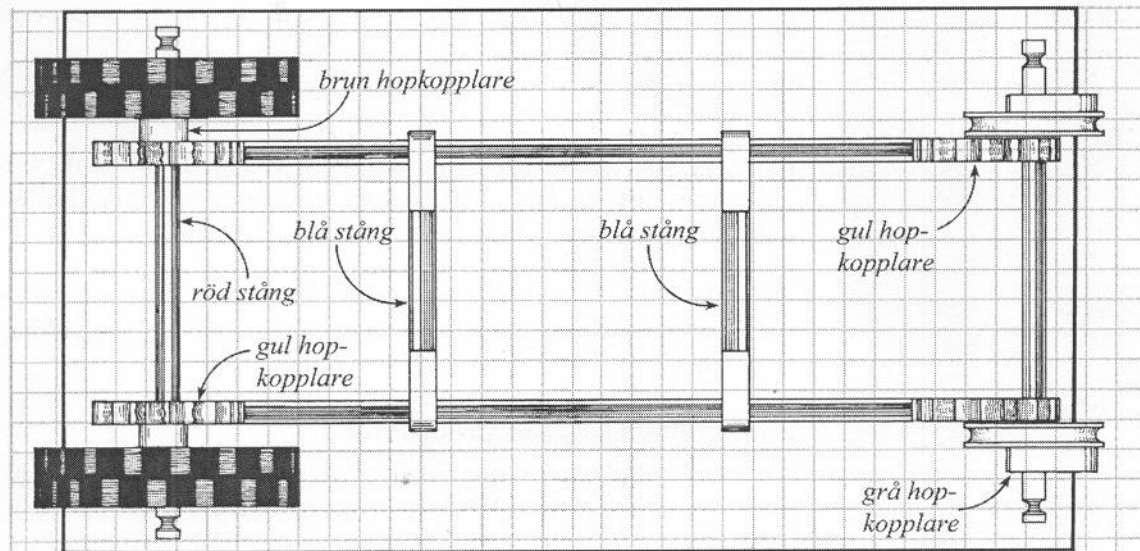 brun hopkopplare
blå stång
blå stång
gul hop-
kopplare
röd stång
gul hop-
kopplare
grå hop-
kopplare